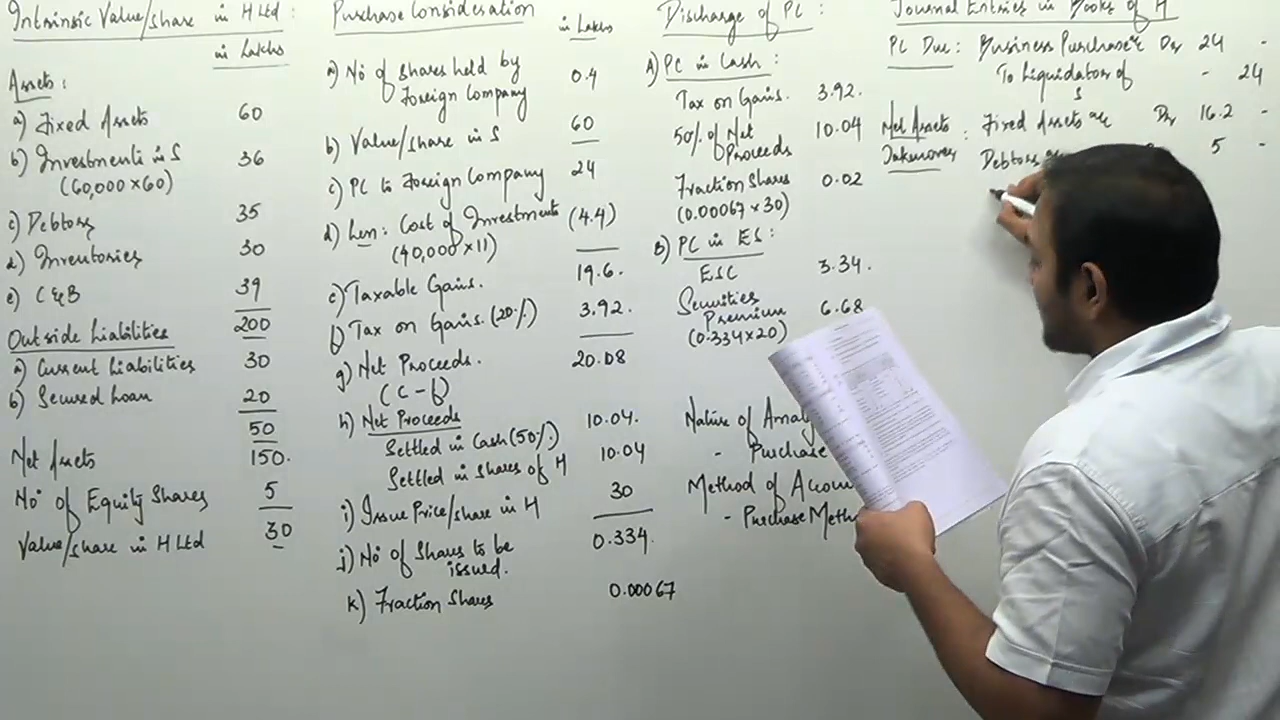 Intrinsic Value/share in H Ltd :
in Lakhs
Assets :
a) Fixed Assets 60
b) Investments in S 36
(60,000 x 60)
c) Debtors 35
d) Inventories 30
e) C & B 39
200
Outside Liabilities
a) Current Liabilities 30
b) Secured Loan 20
50
Net Assets 150.
No of Equity Shares 5
Value/share in H Ltd 30
Purchase Consideration
in Lakhs
a) No of shares held by 0.4
Foreign Company
b) Value/share in S 60
c) PC to Foreign Company 24
d) Less: Cost of Investments (4.4)
(40,000 x 11)
e) Taxable Gains. 19.6.
f) Tax on Gains. (20%) 3.92.
g) Net Proceeds. 20.08
(c - f)
h) Net Proceeds
Settled in Cash (50%) 10.04.
Settled in shares of H 10.04
i) Issue Price/share in H 30
j) No of Shares to be 0.334.
issued.
k) Fraction Shares 0.00067
Discharge of PC :
A) PC in Cash :
Tax on Gains. 3.92.
50% of Net 10.04
Proceeds
Fraction Shares 0.02
(0.00067 x 30)
B) PC in ES :
ESC 3.34.
Securities 6.68
Premium
(0.334 x 20)
Nature of
- Purchase
Method of
- Purchase
Journal Entries in Books of H
PC Due : Business Purchase Dr 24 -
To Liquidators of - 24
S
Net Assets : Fixed Assets Dr 16.2 -
Takeover Debtors 5 -